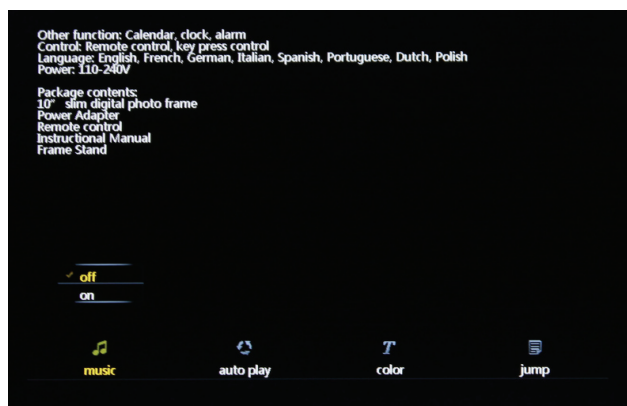 Other function: Calendar, clock, alarm
Control: Remote control, key press control
Language: English, French, German, Italian, Spanish, Portuguese, Dutch, Polish
Power: 110-240V
Package contents:
10" slim digital photo frame
Power Adapter
Remote control
Instructional Manual
Frame Stand
off
on
music auto play color jump